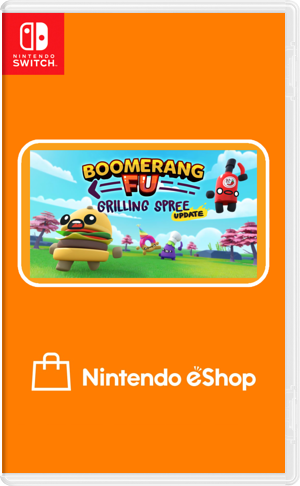 NINTENDO
SWITCH
BOOMERANG
FU
GRILLING SPREE
UPDATE
Nintendo eShop